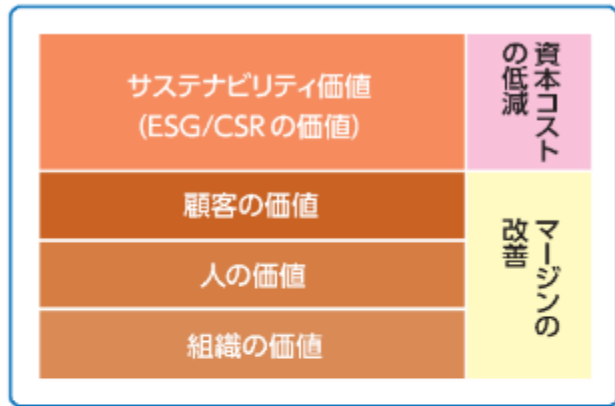 サステナビリティ価値
(ESG/CSRの価値)
資本コスト
の低減
顧客の価値
人の価値
組織の価値
マージンの
改善